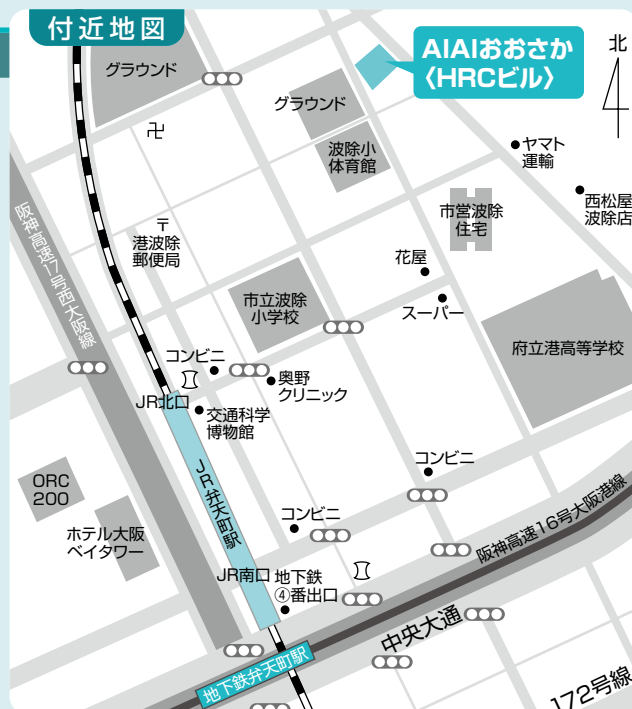 付近地図
AIAIおおさか
〈HRCビル〉
北
グラウンド
グラウンド
卍
波除小
体育館
ヤマト
運輸
西松屋
波除店
市営波除
住宅
〒
港波除
郵便局
阪神高速17号西大阪線
花屋
スーパー
市立波除
小学校
府立港高等学校
コンビニ
奥野
クリニック
JR北口
交通科学
博物館
コンビニ
ORC
200
ホテル大阪
ベイタワー
JR弁天町駅
コンビニ
阪神高速16号大阪港線
JR南口
地下鉄
④番出口
中央大通
地下鉄弁天町駅
172号線